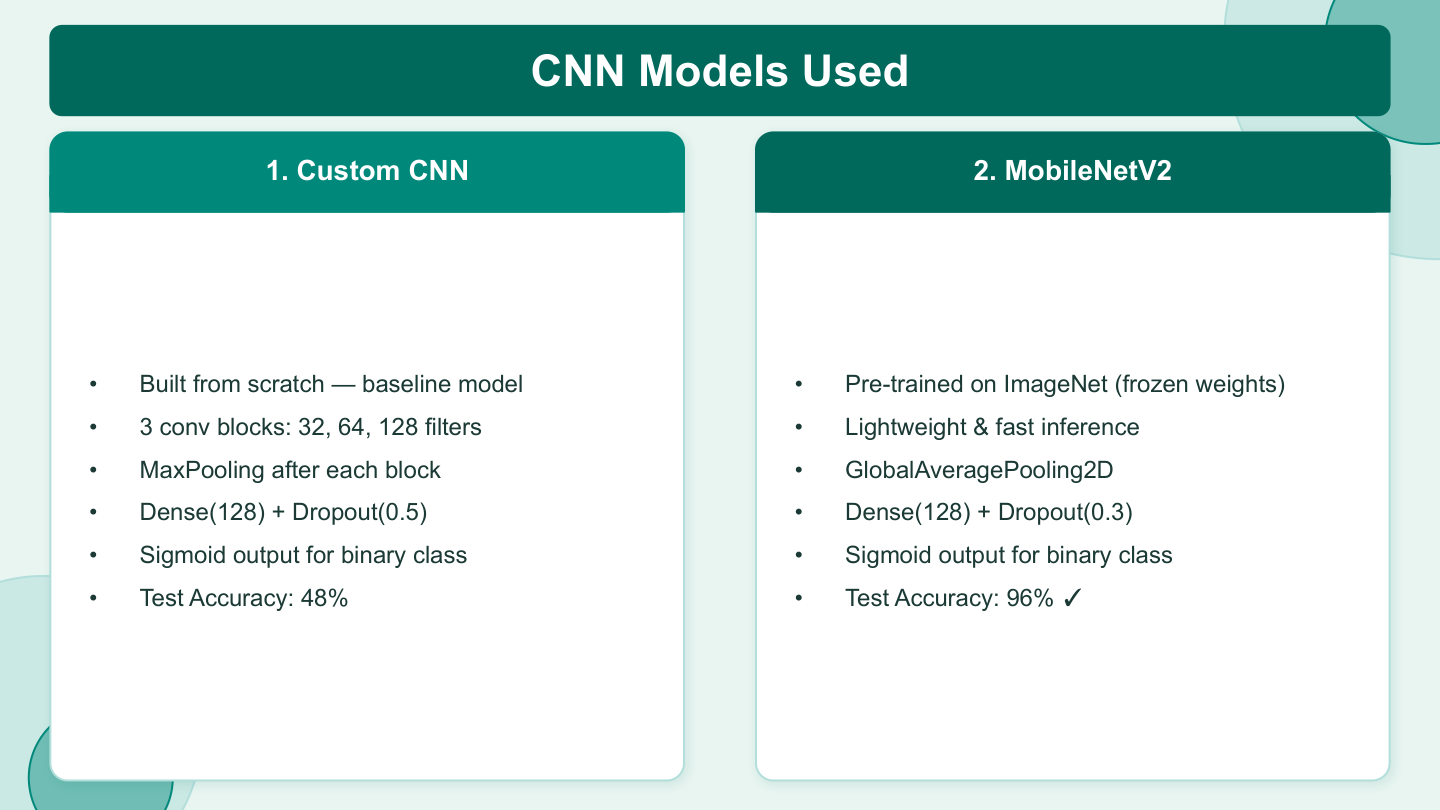 CNN Models Used
1. Custom CNN
• Built from scratch — baseline model
• 3 conv blocks: 32, 64, 128 filters
• MaxPooling after each block
• Dense(128) + Dropout(0.5)
• Sigmoid output for binary class
• Test Accuracy: 48%
2. MobileNetV2
• Pre-trained on ImageNet (frozen weights)
• Lightweight & fast inference
• GlobalAveragePooling2D
• Dense(128) + Dropout(0.3)
• Sigmoid output for binary class
• Test Accuracy: 96% ✓